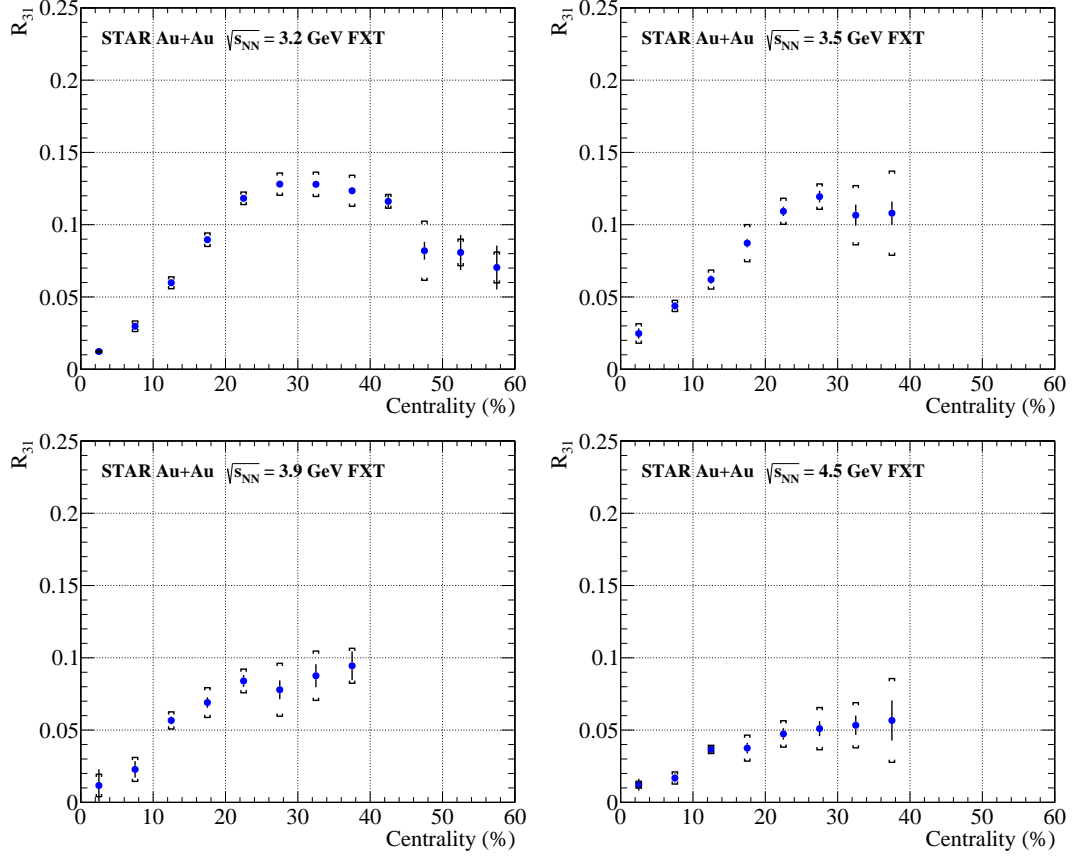 R₃₁
STAR Au+Au √sNN = 3.2 GeV FXT
0.25
0.2
0.15
0.1
0.05
0
0 10 20 30 40 50 60
Centrality (%)
R₃₁
STAR Au+Au √sNN = 3.5 GeV FXT
0.25
0.2
0.15
0.1
0.05
0
0 10 20 30 40 50 60
Centrality (%)
R₃₁
STAR Au+Au √sNN = 3.9 GeV FXT
0.25
0.2
0.15
0.1
0.05
0
0 10 20 30 40 50 60
Centrality (%)
R₃₁
STAR Au+Au √sNN = 4.5 GeV FXT
0.25
0.2
0.15
0.1
0.05
0
0 10 20 30 40 50 60
Centrality (%)